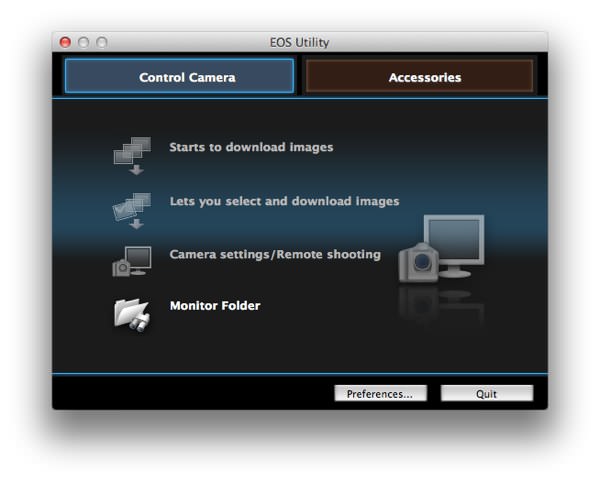 EOS Utility
Control Camera
Accessories
Starts to download images
Lets you select and download images
Camera settings/Remote shooting
Monitor Folder
Preferences...
Quit